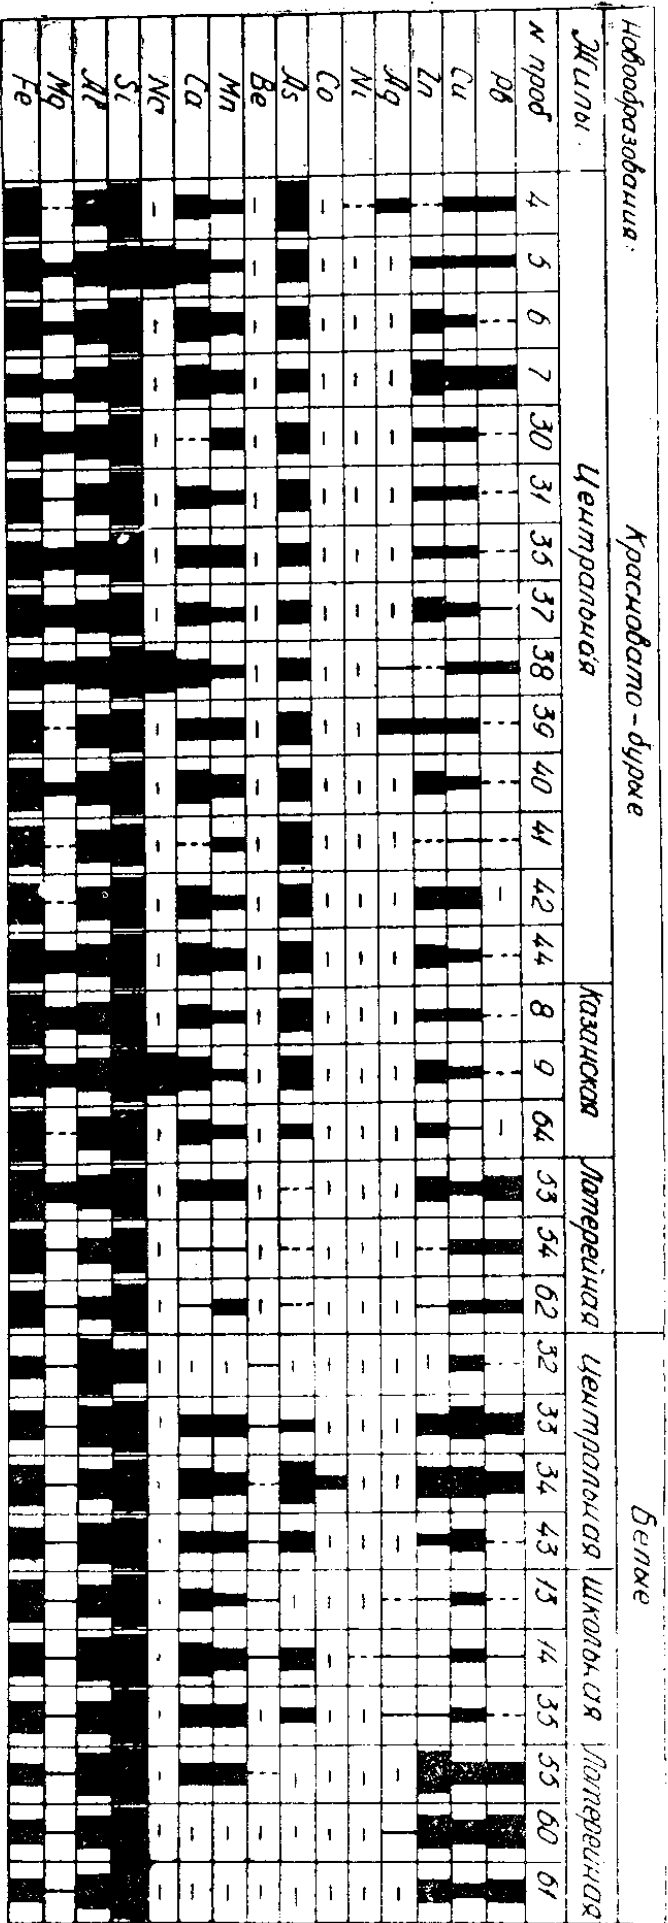 Новообразования: Красновато-бурые Белые
Жилы Центральная Казанская Лотерейная Центральная Школьная Лотерейная
N проб 4 5 6 7 30 31 35 37 38 39 40 41 42 44 8 9 64 53 54 62 32 33 34 43 13 14 35 55 60 61
Pb
Cu
Zn
Ag
Ni
Co
As
Be
Mn
Ca
Na
Si
Al
Mg
Fe